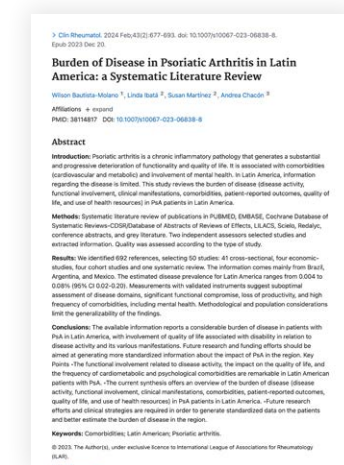 > Clin Rheumatol. 2024 Feb;43(2):677-693. doi: 10.1007/s10067-023-06838-8.
Epub 2023 Dec 20.
Burden of Disease in Psoriatic Arthritis in Latin
America: a Systematic Literature Review
Wilson Bautista-Molano 1, Linda Ibatá 2, Susan Martínez 2, Andrea Chacón 3
Affiliations + expand
PMID: 38114817 DOI: 10.1007/s10067-023-06838-8
Abstract
Introduction: Psoriatic arthritis is a chronic inflammatory pathology that generates a substantial
and progressive deterioration of functionality and quality of life. It is associated with comorbidities
(cardiovascular and metabolic) and involvement of mental health. In Latin America, information
regarding the disease is limited. This study reviews the burden of disease (disease activity,
functional involvement, clinical manifestations, comorbidities, patient-reported outcomes, quality of
life, and use of health resources) in PsA patients in Latin America.
Methods: Systematic literature review of publications in PUBMED, EMBASE, Cochrane Database of
Systematic Reviews-CDSR/Database of Abstracts of Reviews of Effects, LILACS, Scielo, Redalyc,
conference abstracts, and grey literature. Two independent assessors selected studies and
extracted information. Quality was assessed according to the type of study.
Results: We identified 692 references, selecting 50 studies: 41 cross-sectional, four economic-
studies, four cohort studies and one systematic review. The information comes mainly from Brazil,
Argentina, and Mexico. The estimated disease prevalence for Latin America ranges from 0.004 to
0.08% (95% CI 0.02-0.20). Measurements with validated instruments suggest suboptimal
assessment of disease domains, significant functional compromise, loss of productivity, and high
frequency of comorbidities, including mental health. Methodological and population considerations
limit the generalizability of the findings.
Conclusions: The available information reports a considerable burden of disease in patients with
PsA in Latin America, with involvement of quality of life associated with disability in relation to
disease activity and its various manifestations. Future research and funding efforts should be
aimed at generating more standardized information about the impact of PsA in the region. Key
Points -The functional involvement related to disease activity, the impact on the quality of life, and
the frequency of cardiometabolic and psychological comorbidities are remarkable in Latin American
patients with PsA. -The current synthesis offers an overview of the burden of disease (disease
activity, functional involvement, clinical manifestations, comorbidities, patient-reported outcomes,
quality of life, and use of health resources) in PsA patients in Latin America. -Future research
efforts and clinical strategies are required in order to generate standardized data on the patients
and better estimate the burden of disease in the region.
Keywords: Comorbidities; Latin American; Psoriatic arthritis.
© 2023. The Author(s), under exclusive licence to International League of Associations for Rheumatology
(ILAR).